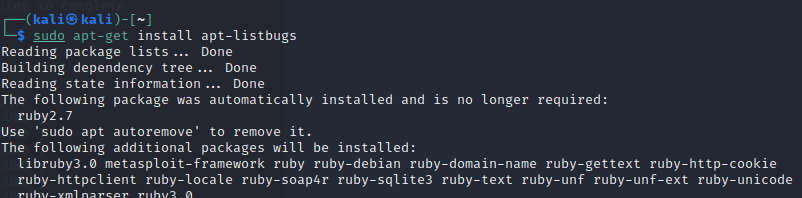 ┌──(kali㉿kali)-[~]
└─$ sudo apt-get install apt-listbugs
Reading package lists... Done
Building dependency tree... Done
Reading state information... Done
The following package was automatically installed and is no longer required:
  ruby2.7
Use 'sudo apt autoremove' to remove it.
The following additional packages will be installed:
  libruby3.0 metasploit-framework ruby ruby-debian ruby-domain-name ruby-gettext ruby-http-cookie
  ruby-httpclient ruby-locale ruby-soap4r ruby-sqlite3 ruby-text ruby-unf ruby-unf-ext ruby-unicode
  ruby-xmlparser ruby3.0